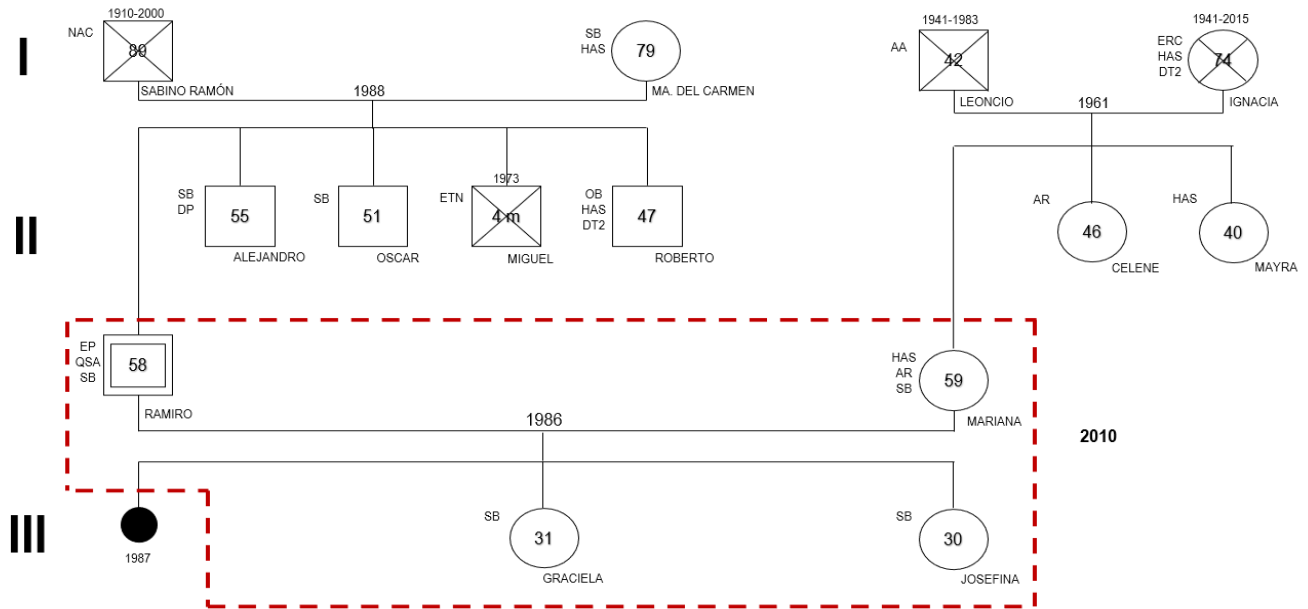 I
1910-2000
NAC
SABINO RAMÓN
SB
HAS
79
MA. DEL CARMEN
1988
1941-1983
AA
42
LEONCIO
1941-2015
ERC
HAS
DT2
74
IGNACIA
1961
II
SB
DP
55
ALEJANDRO
SB
51
OSCAR
1973
ETN
4 m
MIGUEL
OB
HAS
DT2
47
ROBERTO
AR
46
CELENE
HAS
40
MAYRA
EP
QSA
SB
58
RAMIRO
HAS
AR
SB
59
MARIANA
1986
2010
III
1987
SB
31
GRACIELA
SB
30
JOSEFINA